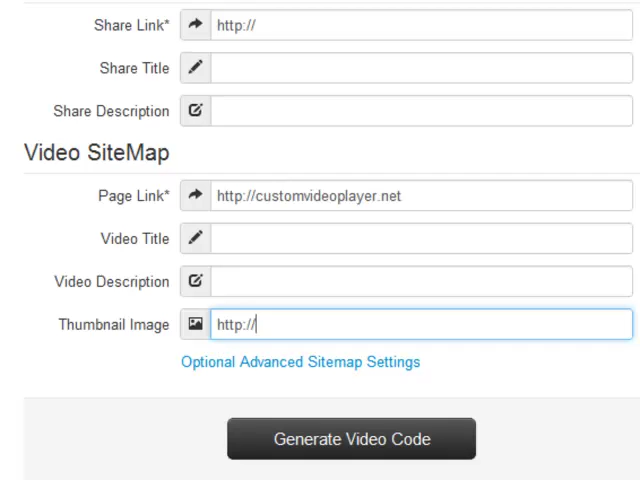 Share Link* http://
Share Title
Share Description
Video SiteMap
Page Link* http://customvideoplayer.net
Video Title
Video Description
Thumbnail Image http://
Optional Advanced Sitemap Settings
Generate Video Code